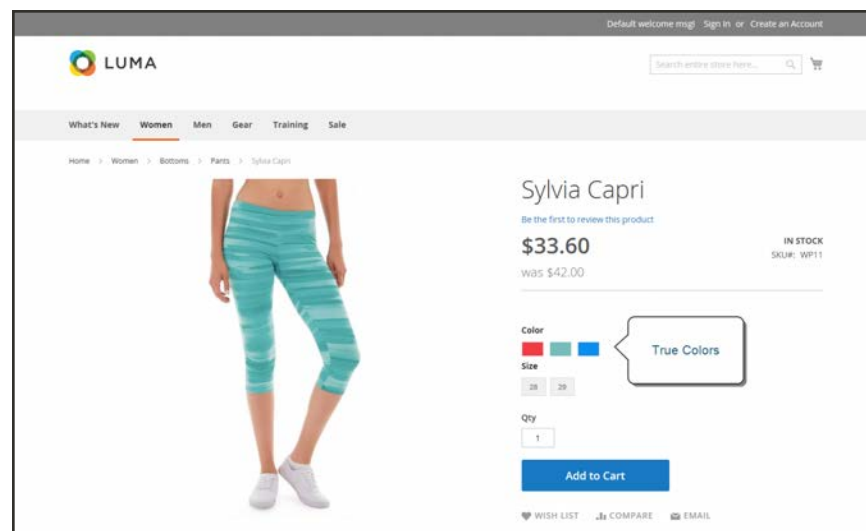 Default welcome msg! Sign In or Create an Account
LUMA
Search entire store here...
What's New Women Men Gear Training Sale
Home > Women > Bottoms > Pants > Sylvia Capri
Sylvia Capri
Be the first to review this product
$33.60
IN STOCK
SKU#: WP11
was $42.00
Color
True Colors
Size
28 29
Qty
1
Add to Cart
WISH LIST COMPARE EMAIL